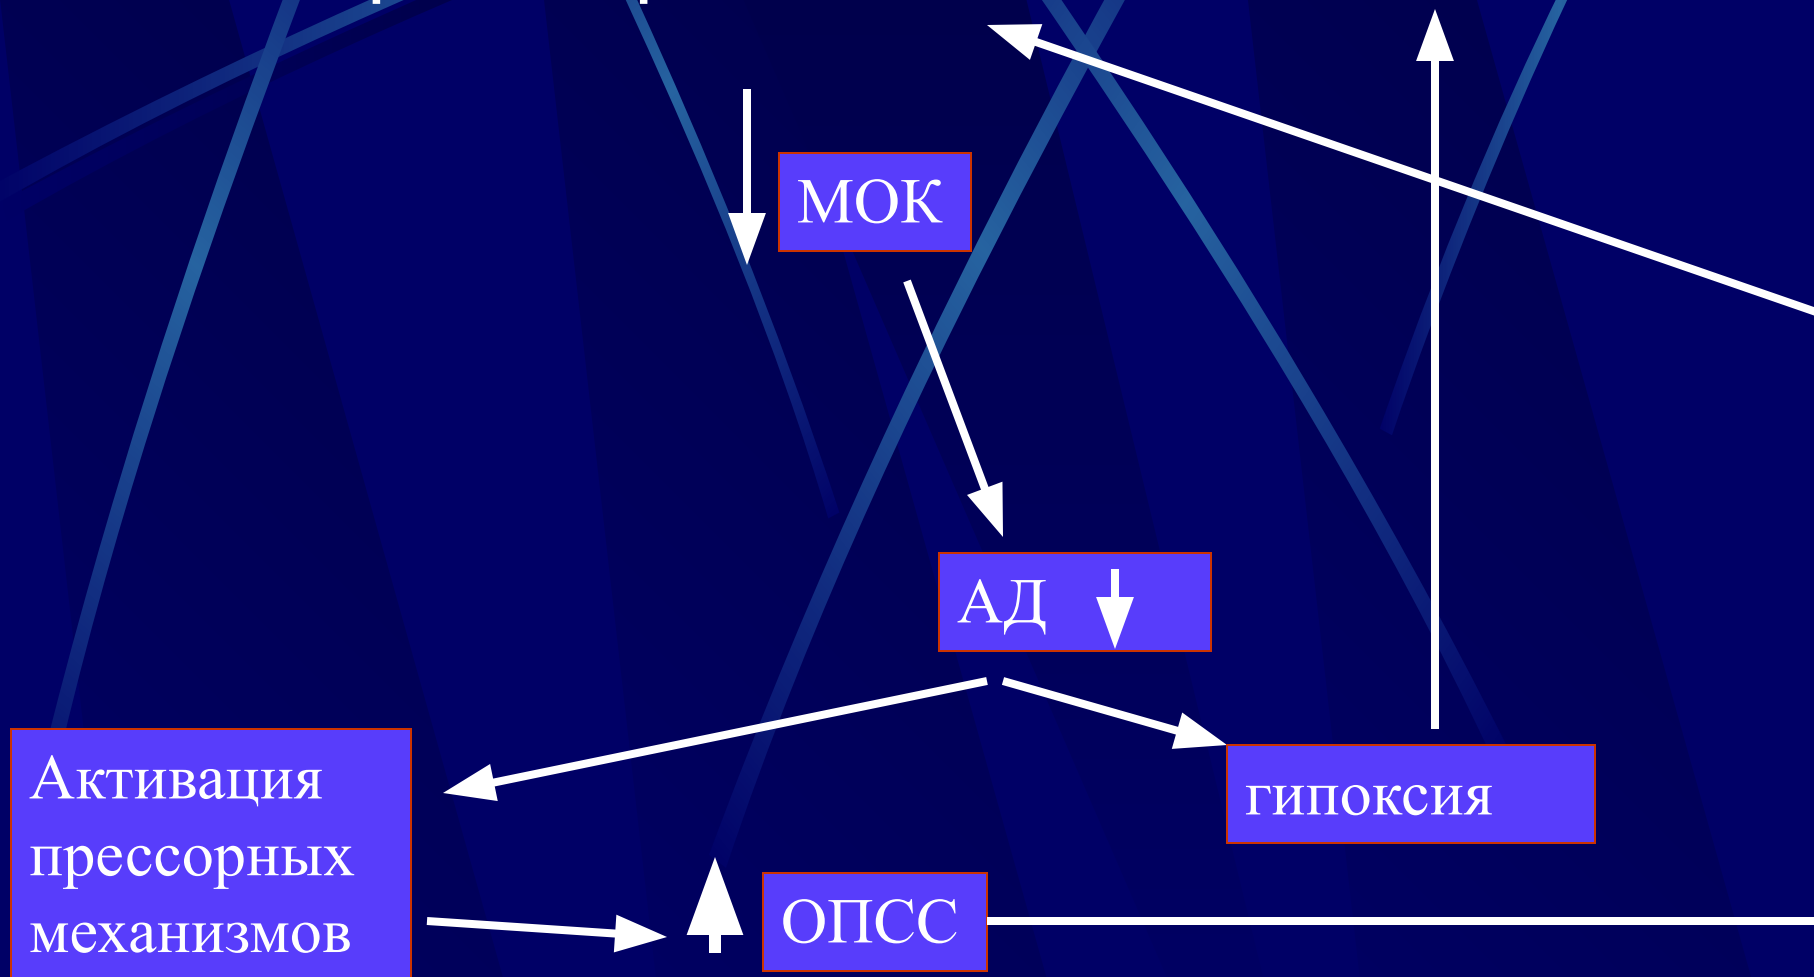 МОК
АД
Активация
прессорных
механизмов
гипоксия
ОПСС